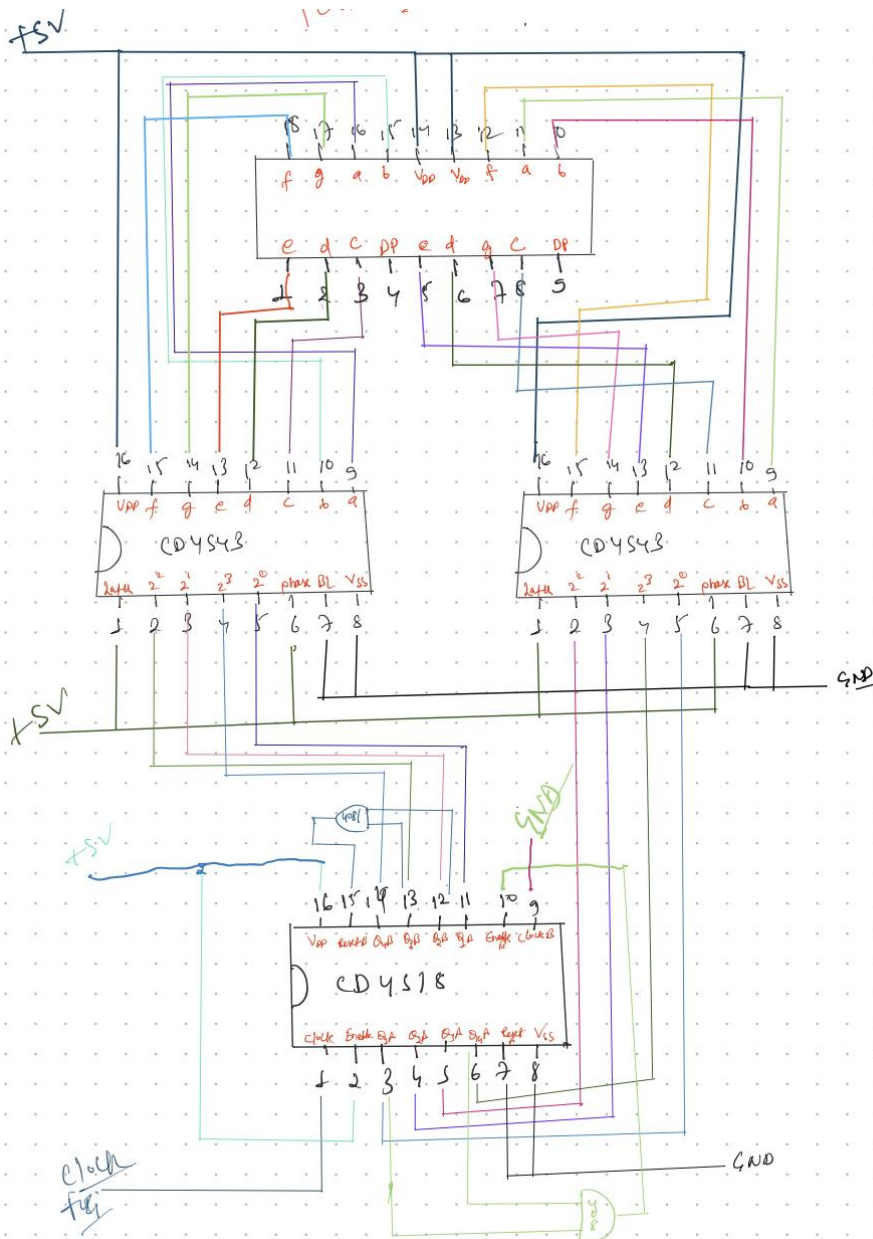 +5V
18 17 16 15 14 13 12 11 10
f g a b VDD VDD f a b
e d c DP e d g c DP
1 2 3 4 5 6 7 8 9
16 15 14 13 12 11 10 9
VDD f g e d c b a
CD4543
Latch 2² 2¹ 2³ 2⁰ phase BL VSS
1 2 3 4 5 6 7 8
16 15 14 13 12 11 10 9
VDD f g e d c b a
CD4543
Latch 2² 2¹ 2³ 2⁰ phase BL VSS
1 2 3 4 5 6 7 8
GND
+5V
4081
GND
+5V
16 15 14 13 12 11 10 9
VDD ResetB Q4B Q3B Q2B Q1B Enable B Clock B
CD4518
Clock Enable Q1A Q2A Q3A Q4A Reset A VSS
1 2 3 4 5 6 7 8
GND
Clock